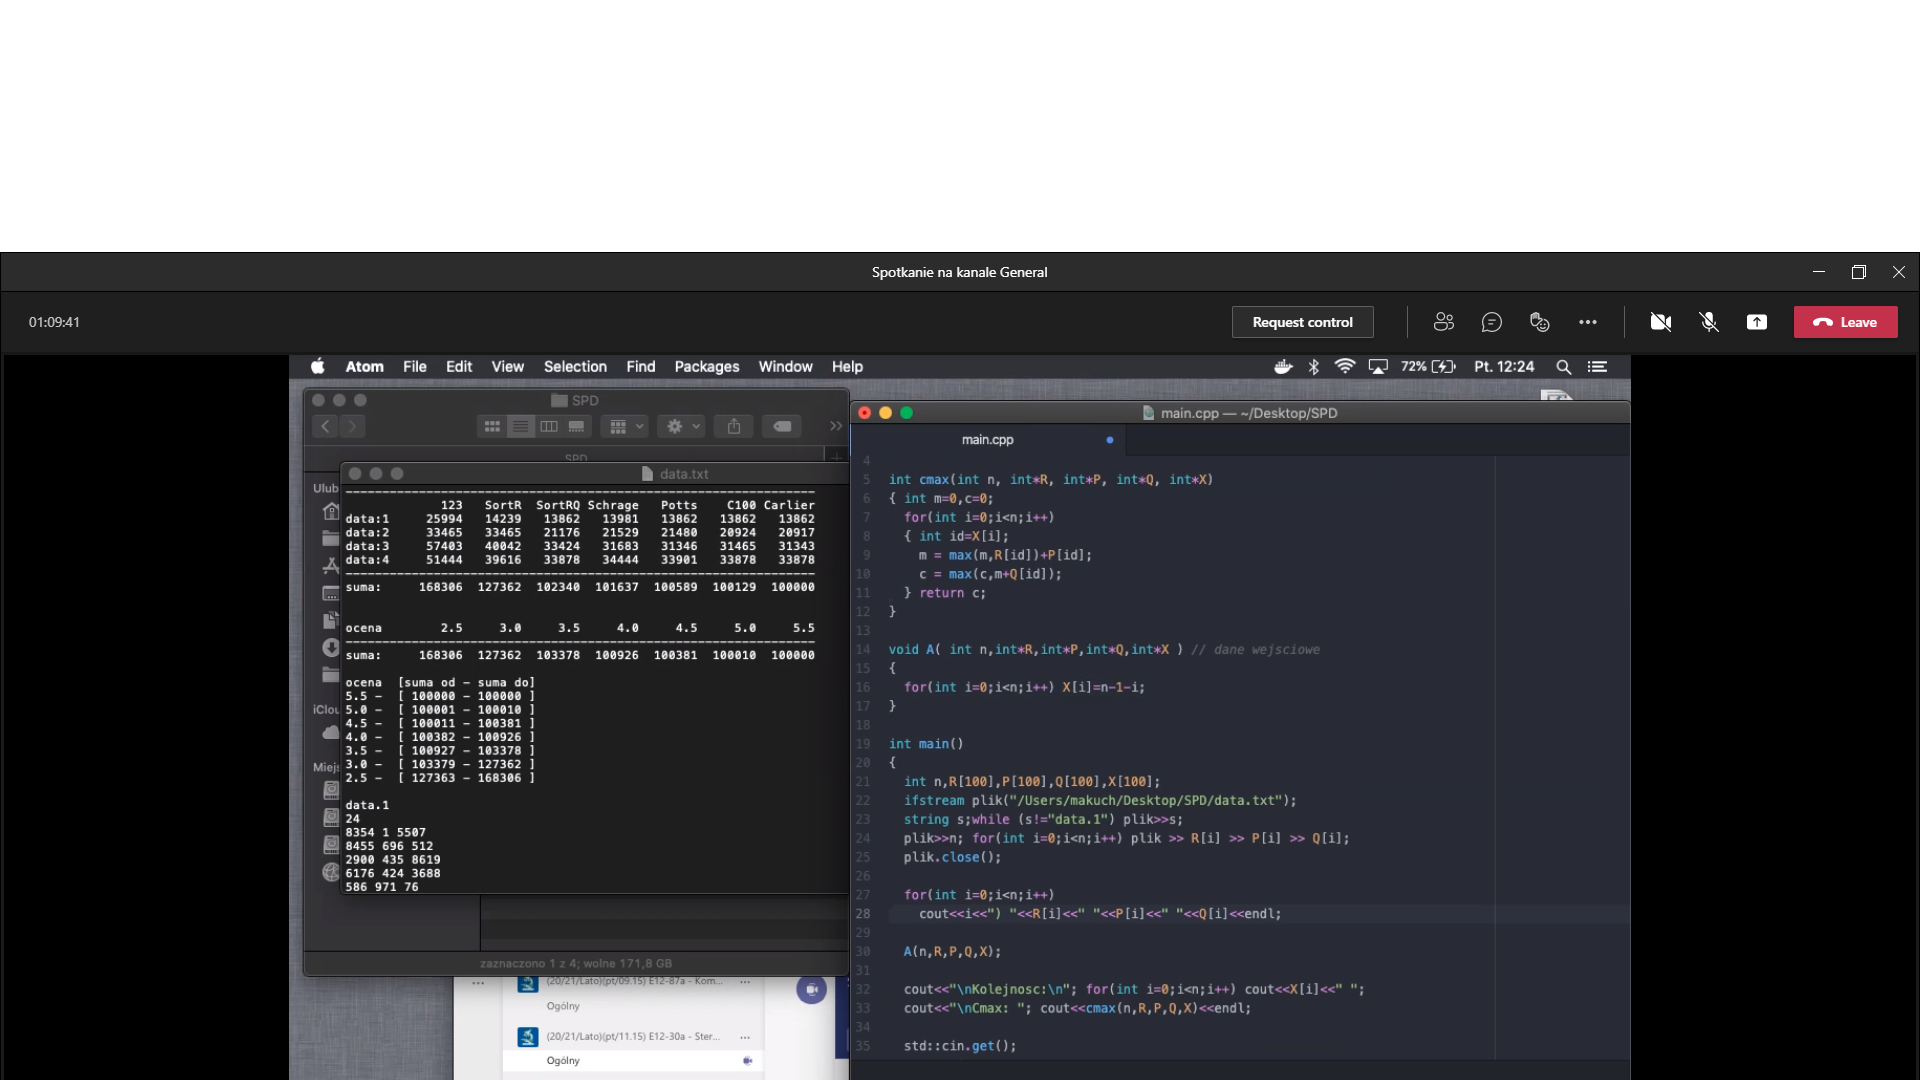 Spotkanie na kanale General
01:09:41
Request control
Leave
Atom File Edit View Selection Find Packages Window Help
72%
Pt. 12:24
SPD
SPD
Ulub
iClou
Miejs
data.txt
123 SortR SortRQ Schrage Potts C100 Carlier
data:1 25994 14239 13862 13981 13862 13862 13862
data:2 33465 33465 21176 21529 21480 20924 20917
data:3 57403 40042 33424 31683 31346 31465 31343
data:4 51444 39616 33878 34444 33901 33878 33878
suma: 168306 127362 102340 101637 100589 100129 100000
ocena 2.5 3.0 3.5 4.0 4.5 5.0 5.5
suma: 168306 127362 103378 100926 100381 100010 100000
ocena [suma od - suma do]
5.5 - [ 100000 - 100000 ]
5.0 - [ 100001 - 100010 ]
4.5 - [ 100011 - 100381 ]
4.0 - [ 100382 - 100926 ]
3.5 - [ 100927 - 103378 ]
3.0 - [ 103379 - 127362 ]
2.5 - [ 127363 - 168306 ]
data.1
24
8354 1 5507
8455 696 512
2900 435 8619
6176 424 3688
586 971 76
zaznaczono 1 z 4; wolne 171,8 GB
(20/21/Lato)(pt/09.15) E12-87a - Kom...
Ogólny
(20/21/Lato)(pt/11.15) E12-30a - Ster...
Ogólny
main.cpp — ~/Desktop/SPD
main.cpp
4
5 int cmax(int n, int*R, int*P, int*Q, int*X)
6 { int m=0,c=0;
7 for(int i=0;i<n;i++)
8 { int id=X[i];
9 m = max(m,R[id])+P[id];
10 c = max(c,m+Q[id]);
11 } return c;
12 }
13
14 void A( int n,int*R,int*P,int*Q,int*X ) // dane wejsciowe
15 {
16 for(int i=0;i<n;i++) X[i]=n-1-i;
17 }
18
19 int main()
20 {
21 int n,R[100],P[100],Q[100],X[100];
22 ifstream plik("/Users/makuch/Desktop/SPD/data.txt");
23 string s;while (s!="data.1") plik>>s;
24 plik>>n; for(int i=0;i<n;i++) plik >> R[i] >> P[i] >> Q[i];
25 plik.close();
26
27 for(int i=0;i<n;i++)
28 cout<<i<<") "<<R[i]<<" "<<P[i]<<" "<<Q[i]<<endl;
29
30 A(n,R,P,Q,X);
31
32 cout<<"\nKolejnosc:\n"; for(int i=0;i<n;i++) cout<<X[i]<<" ";
33 cout<<"\nCmax: "; cout<<cmax(n,R,P,Q,X)<<endl;
34
35 std::cin.get();